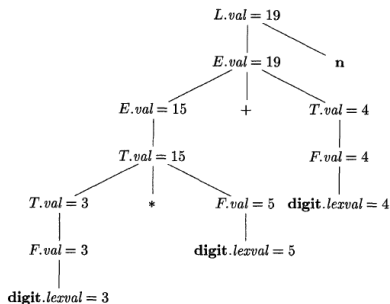 L.val = 19
E.val = 19 n
E.val = 15 + T.val = 4
T.val = 15 F.val = 4
T.val = 3 * F.val = 5 digit.lexval = 4
F.val = 3 digit.lexval = 5
digit.lexval = 3